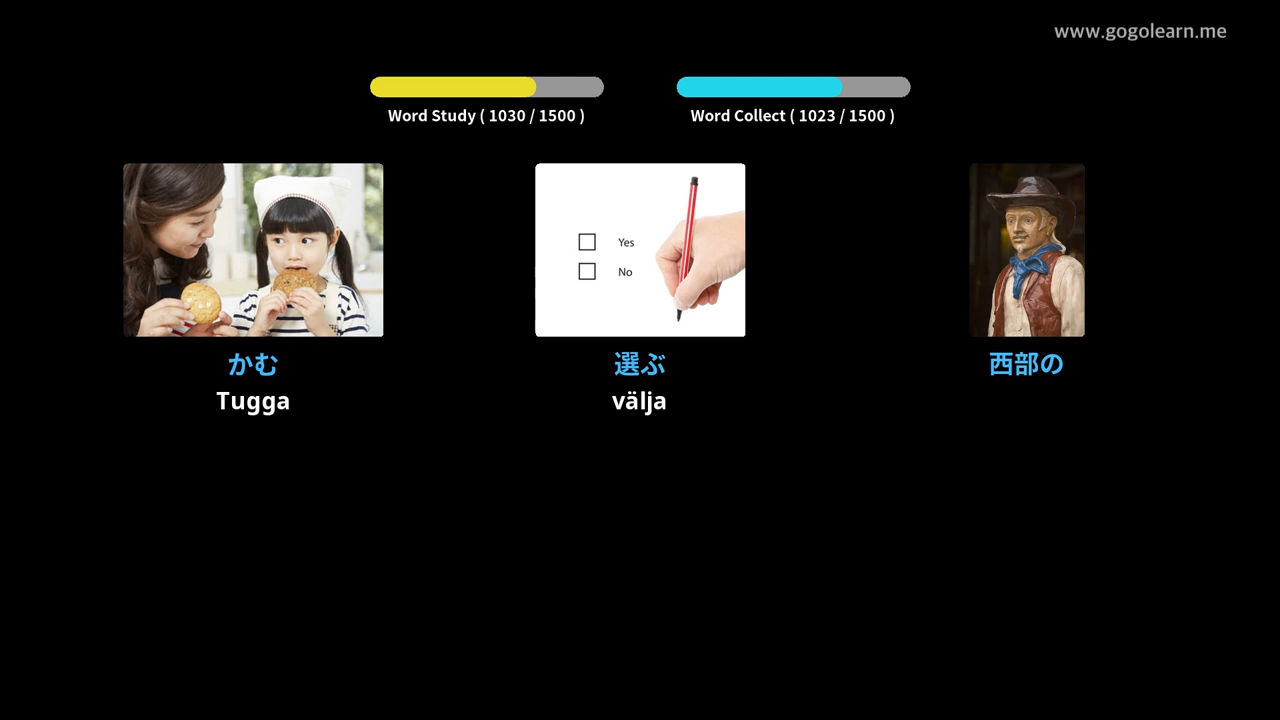 www.gogolearn.me
Word Study ( 1030 / 1500 )
Word Collect ( 1023 / 1500 )
Yes
No
かむ
選ぶ
西部の
Tugga
välja